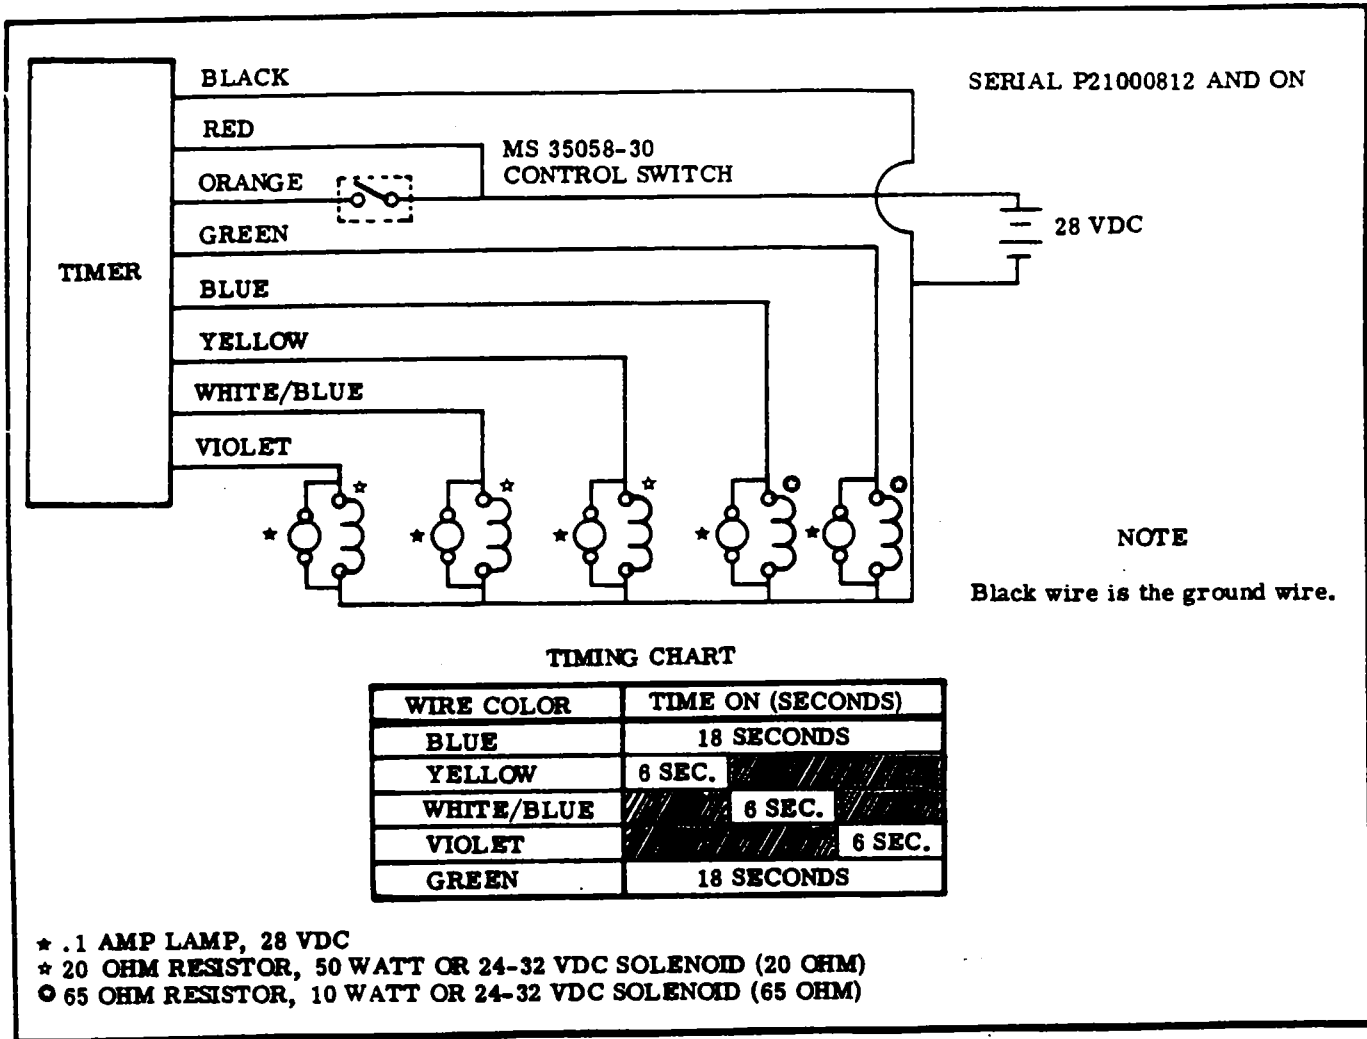 SERIAL P21000812 AND ON
BLACK
RED
MS 35058-30
CONTROL SWITCH
ORANGE
GREEN
28 VDC
TIMER
BLUE
YELLOW
WHITE/BLUE
VIOLET
NOTE
Black wire is the ground wire.
TIMING CHART
WIRE COLOR TIME ON (SECONDS)
BLUE 18 SECONDS
YELLOW 6 SEC.
WHITE/BLUE 6 SEC.
VIOLET 6 SEC.
GREEN 18 SECONDS
★ .1 AMP LAMP, 28 VDC
☆ 20 OHM RESISTOR, 50 WATT OR 24-32 VDC SOLENOID (20 OHM)
✪ 65 OHM RESISTOR, 10 WATT OR 24-32 VDC SOLENOID (65 OHM)